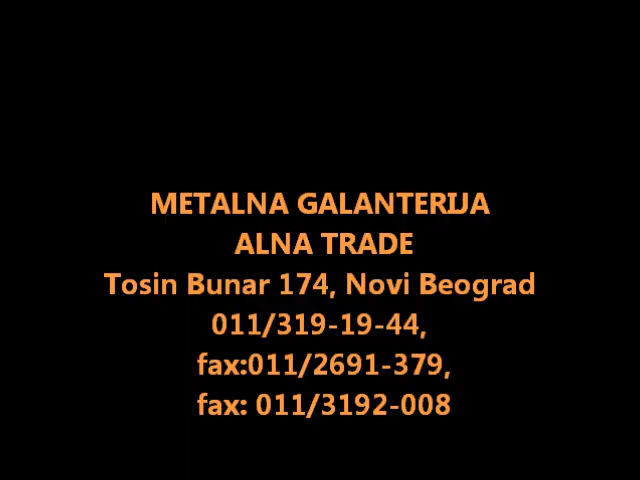 METALNA GALANTERIJA
ALNA TRADE
Tosin Bunar 174, Novi Beograd
011/319-19-44,
fax:011/2691-379,
fax: 011/3192-008